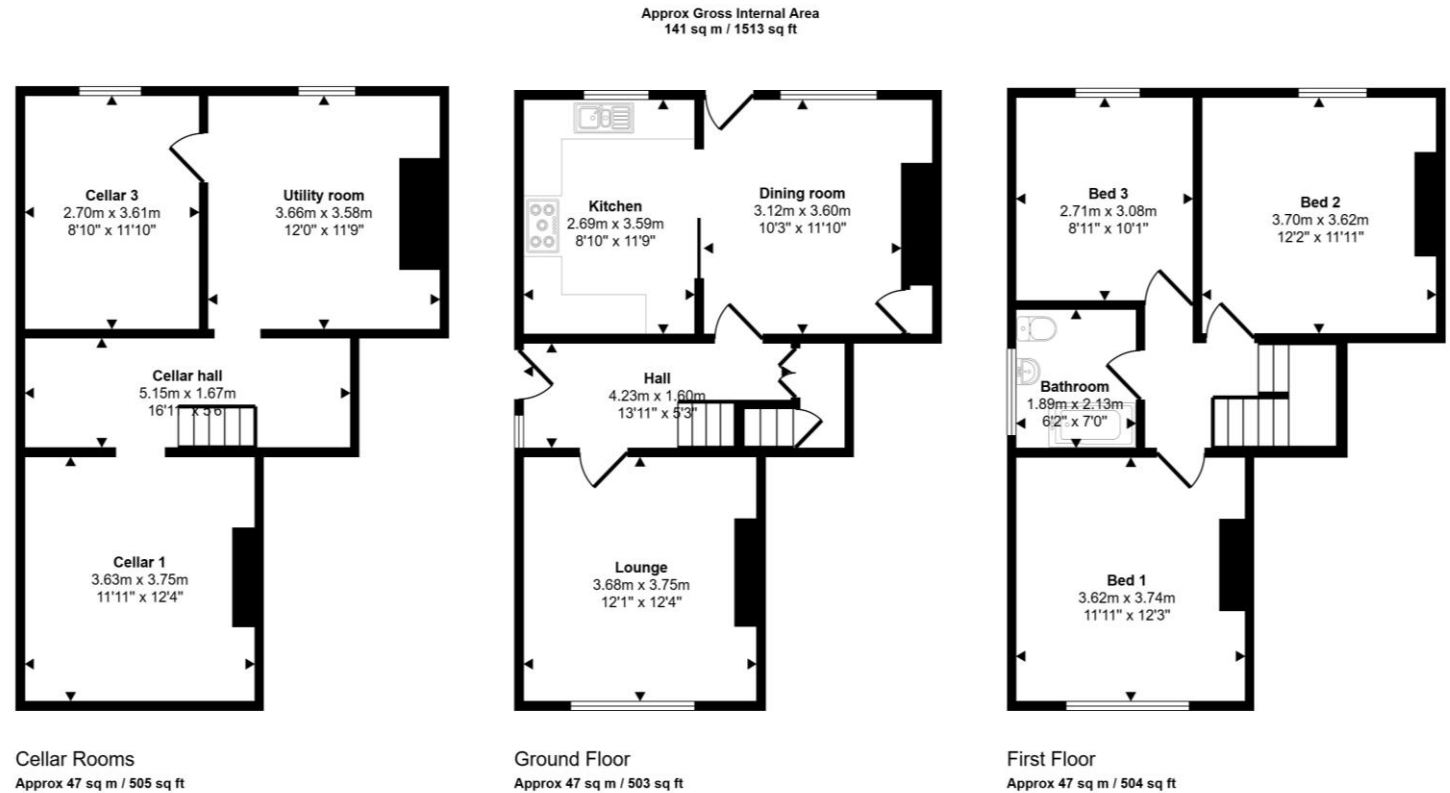 Approx Gross Internal Area
141 sq m / 1513 sq ft
Cellar 3
2.70m x 3.61m
8'10" x 11'10"
Utility room
3.66m x 3.58m
12'0" x 11'9"
Cellar hall
5.15m x 1.67m
16'11" x 5'6"
Cellar 1
3.63m x 3.75m
11'11" x 12'4"
Cellar Rooms
Approx 47 sq m / 505 sq ft
Kitchen
2.69m x 3.59m
8'10" x 11'9"
Dining room
3.12m x 3.60m
10'3" x 11'10"
Hall
4.23m x 1.60m
13'11" x 5'3"
Lounge
3.68m x 3.75m
12'1" x 12'4"
Ground Floor
Approx 47 sq m / 503 sq ft
Bed 3
2.71m x 3.08m
8'11" x 10'1"
Bed 2
3.70m x 3.62m
12'2" x 11'11"
Bathroom
1.89m x 2.13m
6'2" x 7'0"
Bed 1
3.62m x 3.74m
11'11" x 12'3"
First Floor
Approx 47 sq m / 504 sq ft